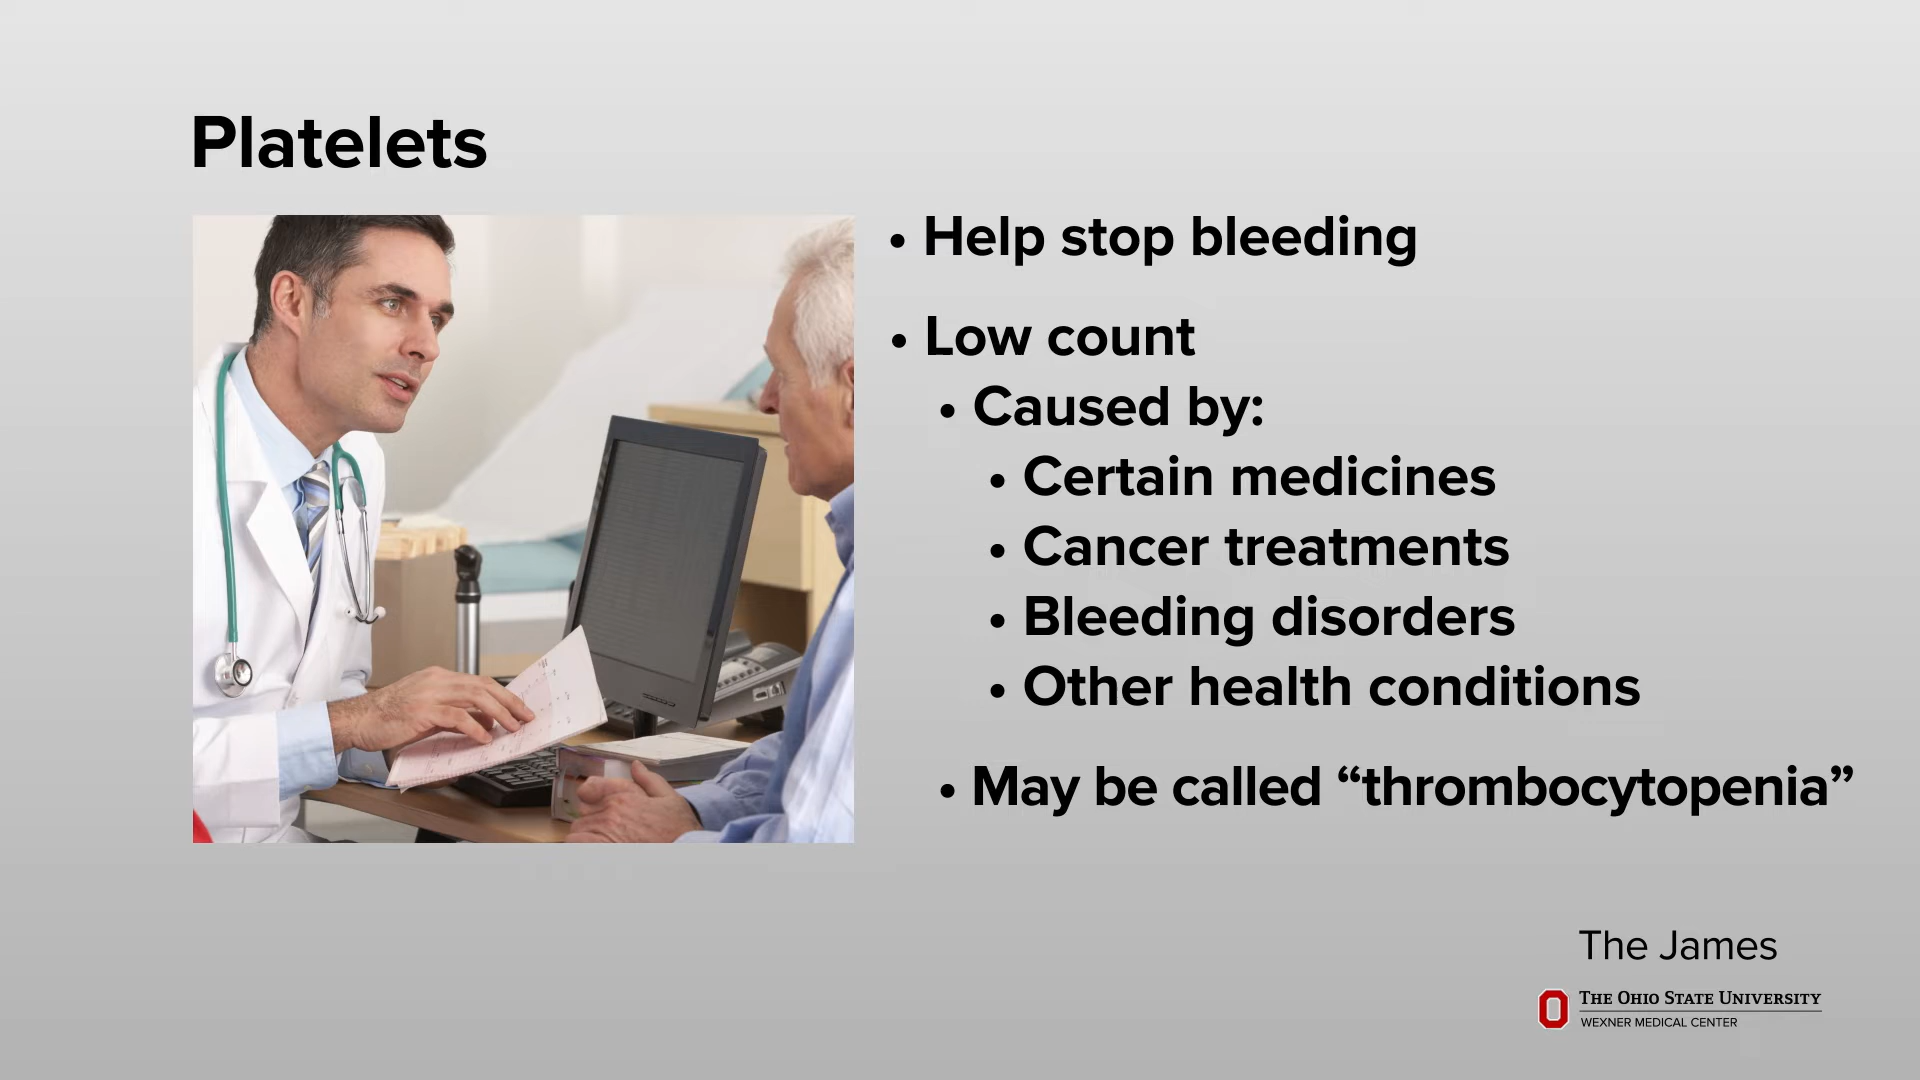 Platelets
• Help stop bleeding
• Low count
• Caused by:
• Certain medicines
• Cancer treatments
• Bleeding disorders
• Other health conditions
• May be called “thrombocytopenia”
The James
THE OHIO STATE UNIVERSITY
WEXNER MEDICAL CENTER